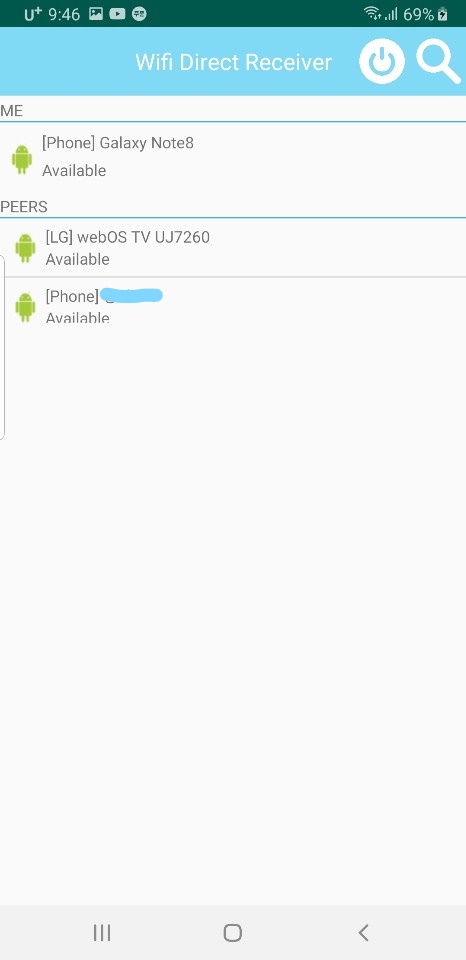 U+ 9:46 69%
Wifi Direct Receiver
ME
[Phone] Galaxy Note8
Available
PEERS
[LG] webOS TV UJ7260
Available
[Phone]
Available